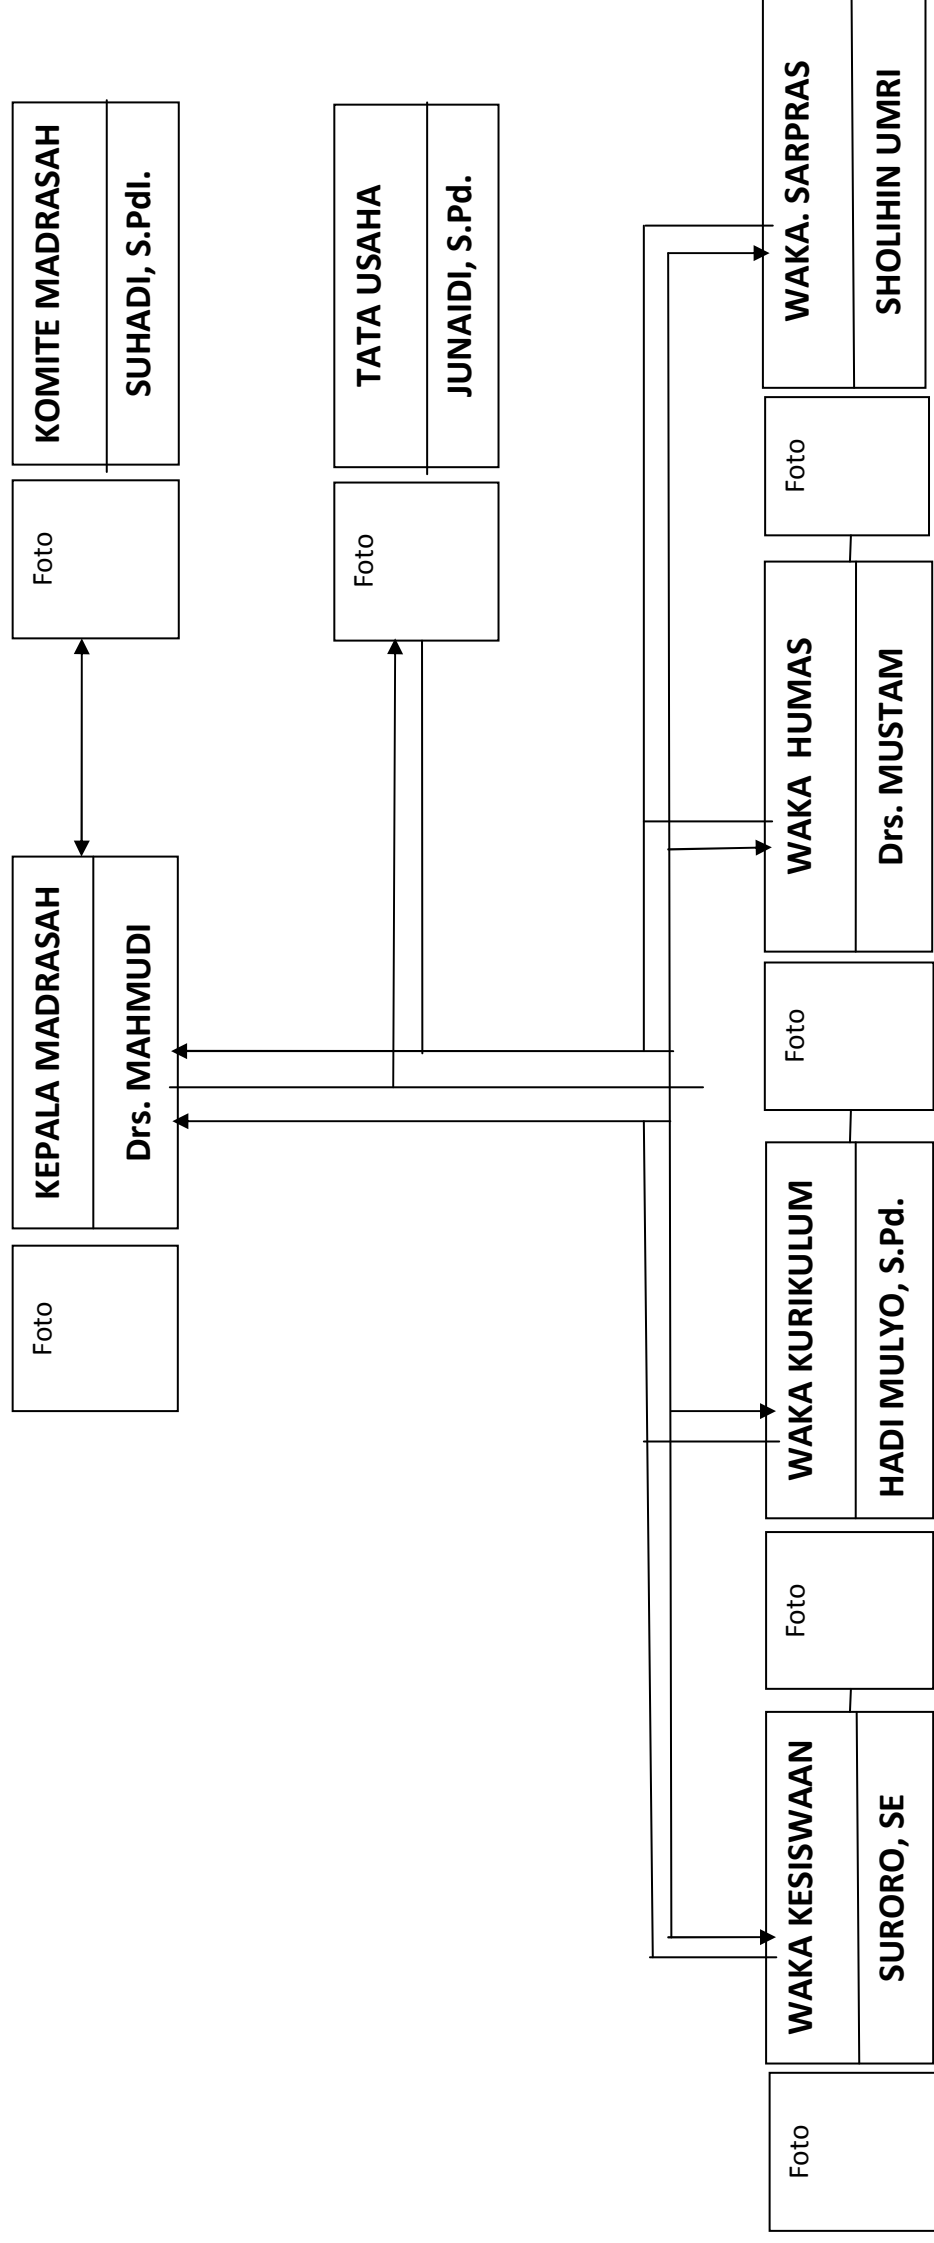 Foto
KEPALA MADRASAH
Drs. MAHMUDI
Foto
KOMITE MADRASAH
SUHADI, S.PdI.
Foto
TATA USAHA
JUNAIDI, S.Pd.
Foto
WAKA KESISWAAN
SURORO, SE
Foto
WAKA KURIKULUM
HADI MULYO, S.Pd.
Foto
WAKA  HUMAS
Drs. MUSTAM
Foto
WAKA. SARPRAS
SHOLIHIN UMRI